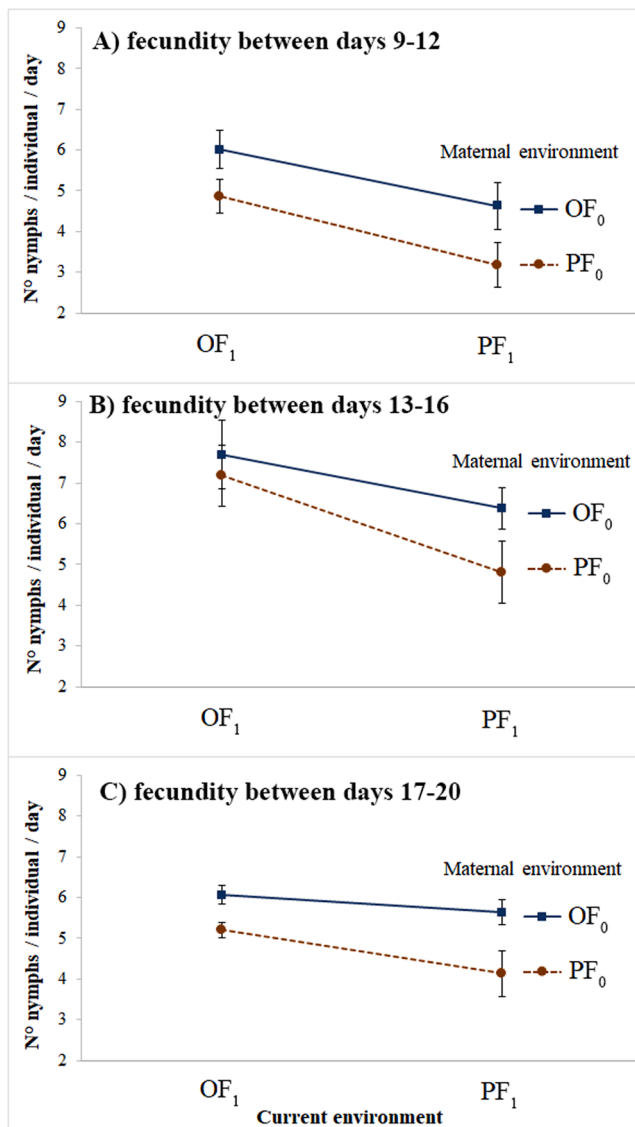 A) fecundity between days 9-12
N° nymphs / individual / day
9
8
7
6
5
4
3
2
Maternal environment
OF₀
PF₀
OF₁
PF₁
B) fecundity between days 13-16
N° nymphs / individual / day
9
8
7
6
5
4
3
2
Maternal environment
OF₀
PF₀
OF₁
PF₁
C) fecundity between days 17-20
N° nymphs / individual / day
9
8
7
6
5
4
3
2
Maternal environment
OF₀
PF₀
OF₁
PF₁
Current environment